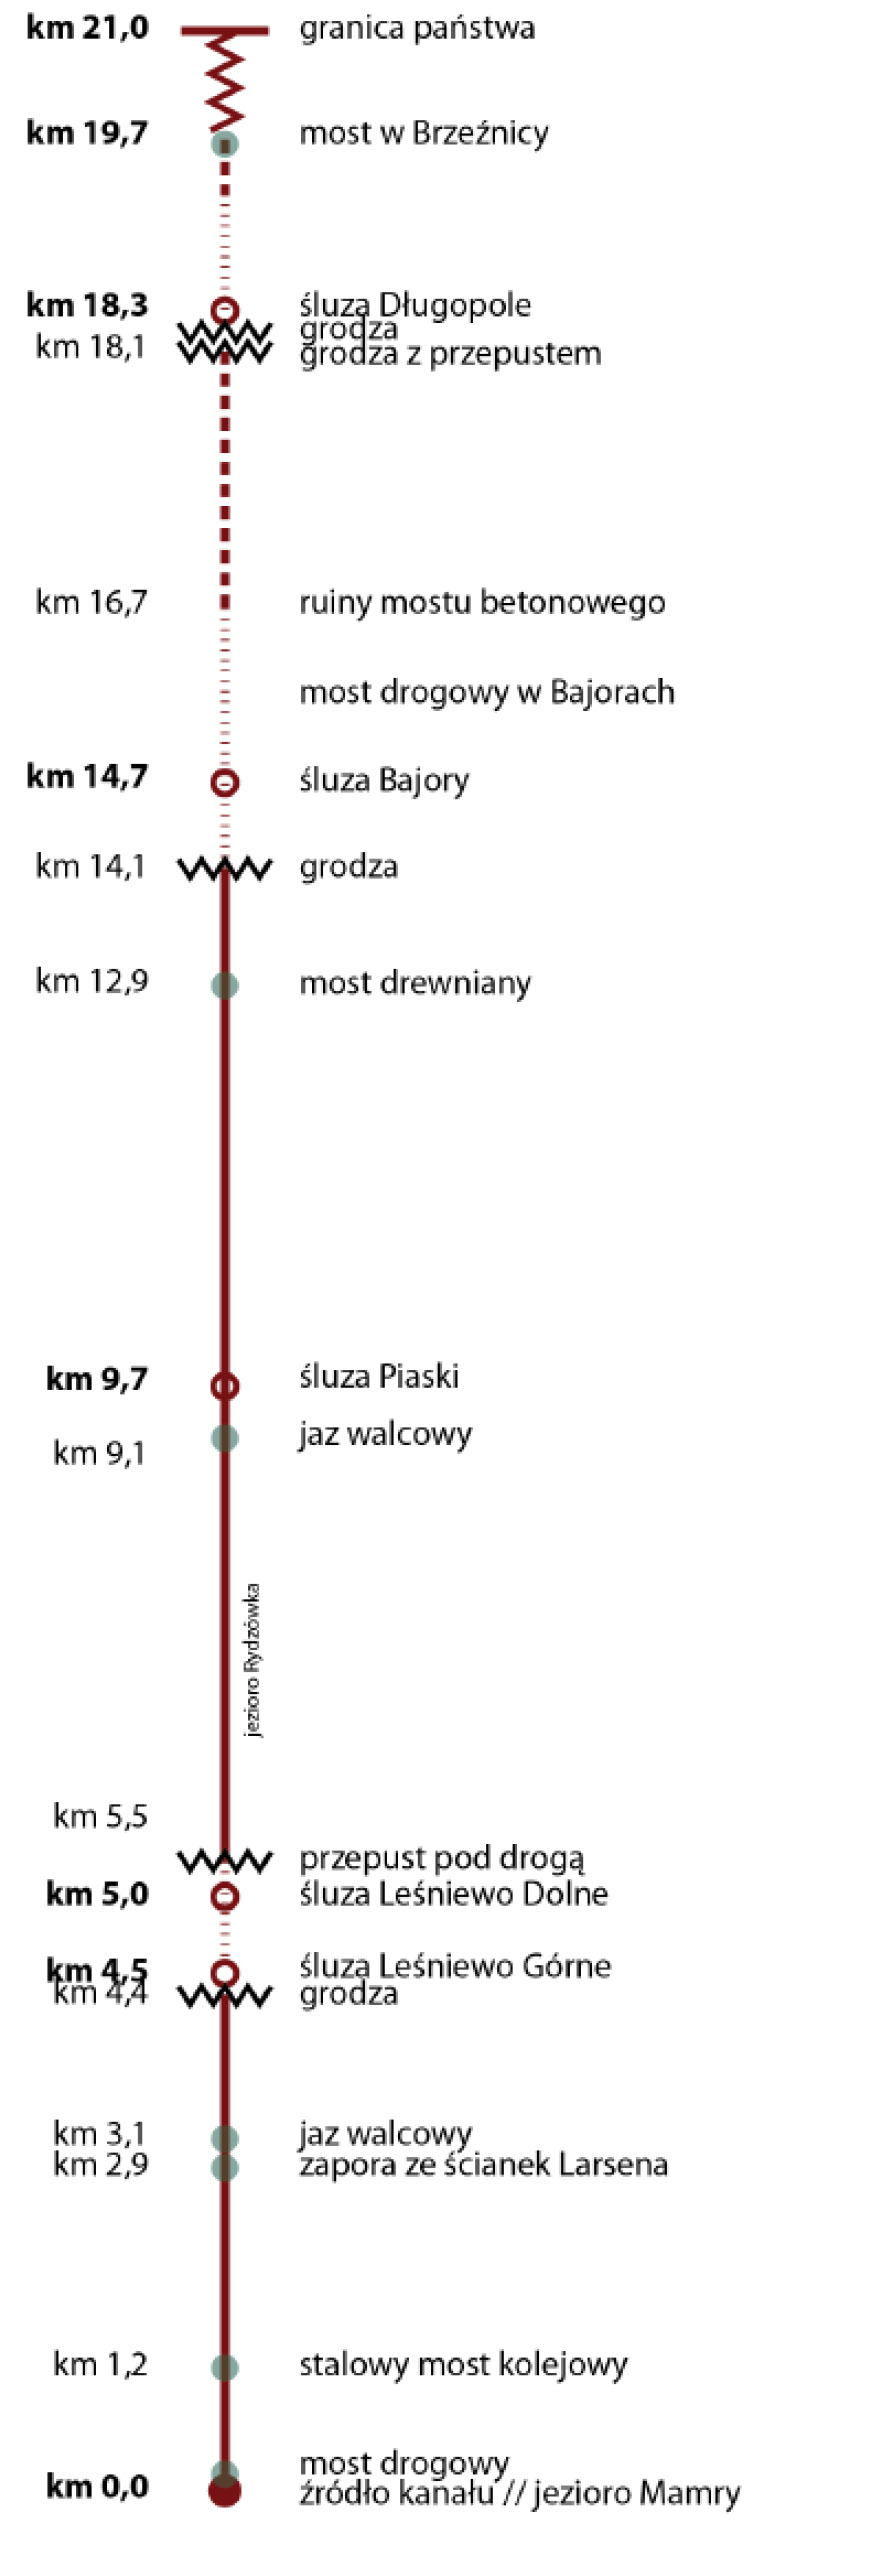 km 21,0 granica państwa
km 19,7 most w Brzeźnicy
km 18,3 śluza Długopole
grodza
km 18,1 grodza z przepustem
km 16,7 ruiny mostu betonowego
most drogowy w Bajorach
km 14,7 śluza Bajory
km 14,1 grodza
km 12,9 most drewniany
km 9,7 śluza Piaski
km 9,1 jaz walcowy
jezioro Rydzówka
km 5,5
przepust pod drogą
km 5,0 śluza Leśniewo Dolne
km 4,5 śluza Leśniewo Górne
km 4,4 grodza
km 3,1 jaz walcowy
km 2,9 zapora ze ścianek Larsena
km 1,2 stalowy most kolejowy
most drogowy
km 0,0 źródło kanału // jezioro Mamry